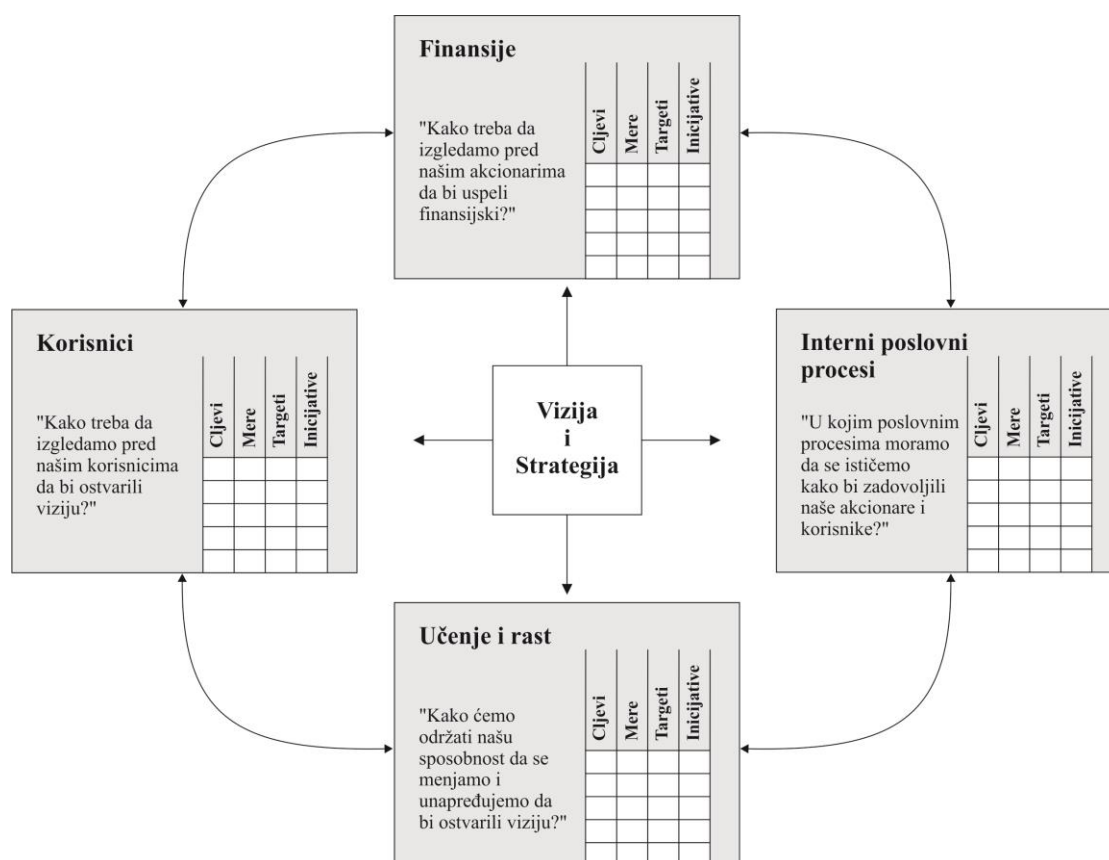 Finansije
"Kako treba da
izgledamo pred
našim akcionarima
da bi uspeli
finansijski?"
Cljevi
Mere
Targeti
Inicijative
Korisnici
"Kako treba da
izgledamo pred
našim korisnicima
da bi ostvarili
viziju?"
Cljevi
Mere
Targeti
Inicijative
Vizija
i
Strategija
Interni poslovni
procesi
"U kojim poslovnim
procesima moramo
da se ističemo
kako bi zadovoljili
naše akcionare i
korisnike?"
Cljevi
Mere
Targeti
Inicijative
Učenje i rast
"Kako ćemo
održati našu
sposobnost da se
menjamo i
unapređujemo da
bi ostvarili viziju?"
Cljevi
Mere
Targeti
Inicijative